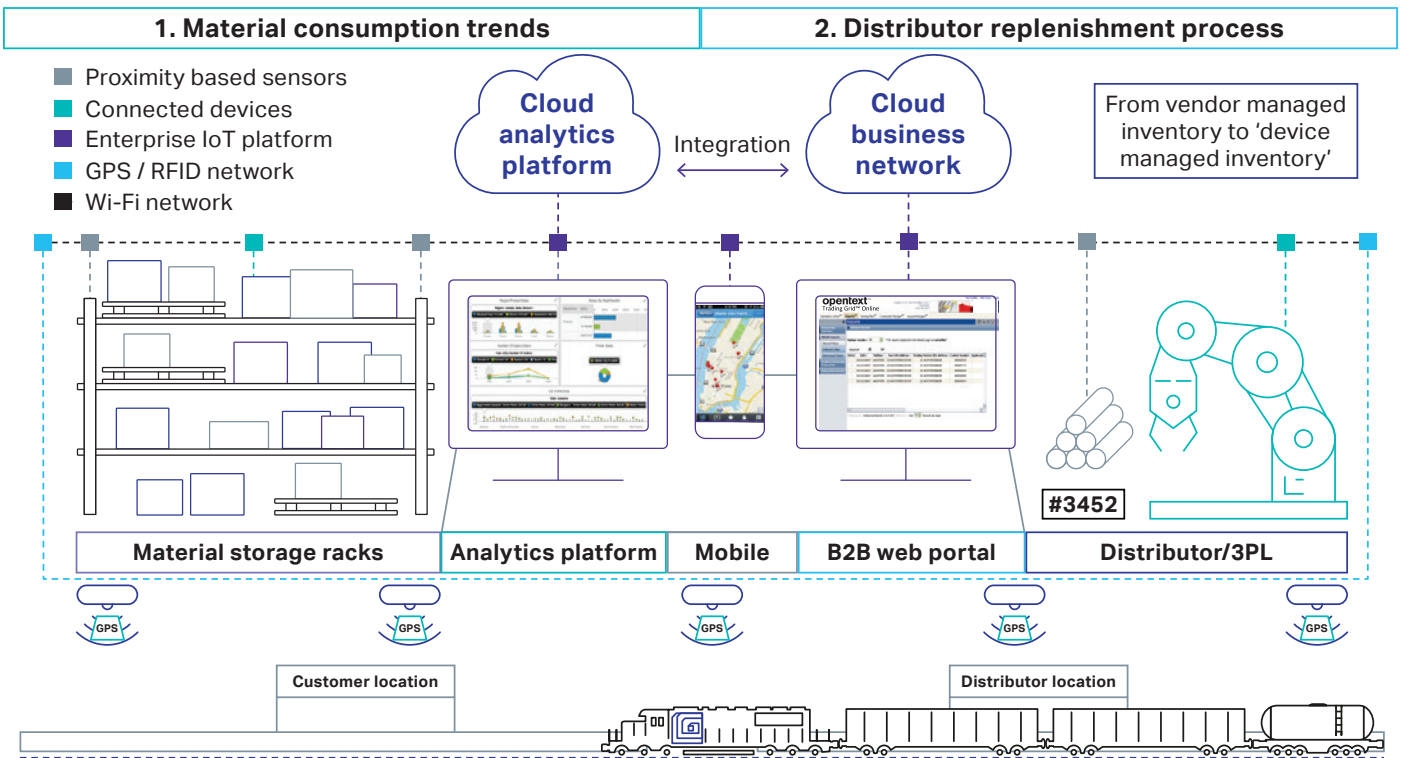 1. Material consumption trends
2. Distributor replenishment process
Proximity based sensors
Connected devices
Enterprise IoT platform
GPS / RFID network
Wi-Fi network
Cloud
analytics
platform
Integration
Cloud
business
network
From vendor managed
inventory to ‘device
managed inventory’
opentext™
Trading Grid™ Online
#3452
Material storage racks
Analytics platform
Mobile
B2B web portal
Distributor/3PL
GPS
GPS
GPS
GPS
GPS
Customer location
Distributor location